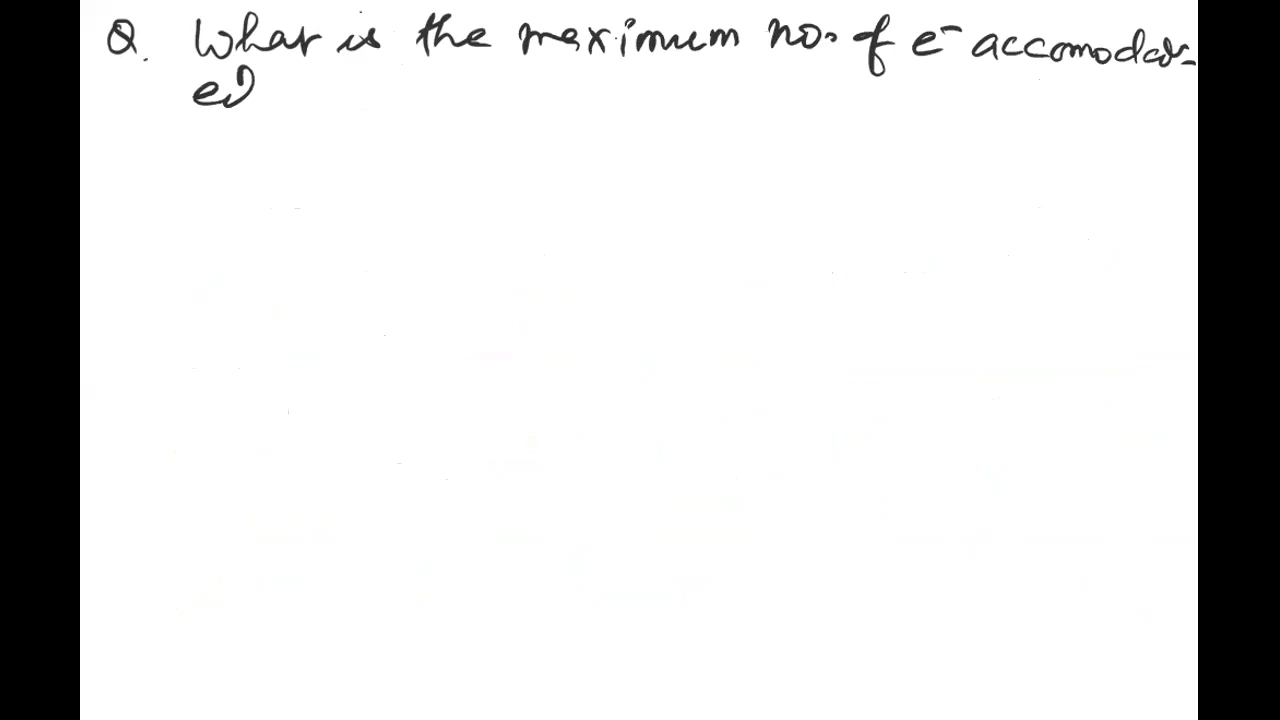 Q. What is the maximum no. of e⁻ accomodat-
ed